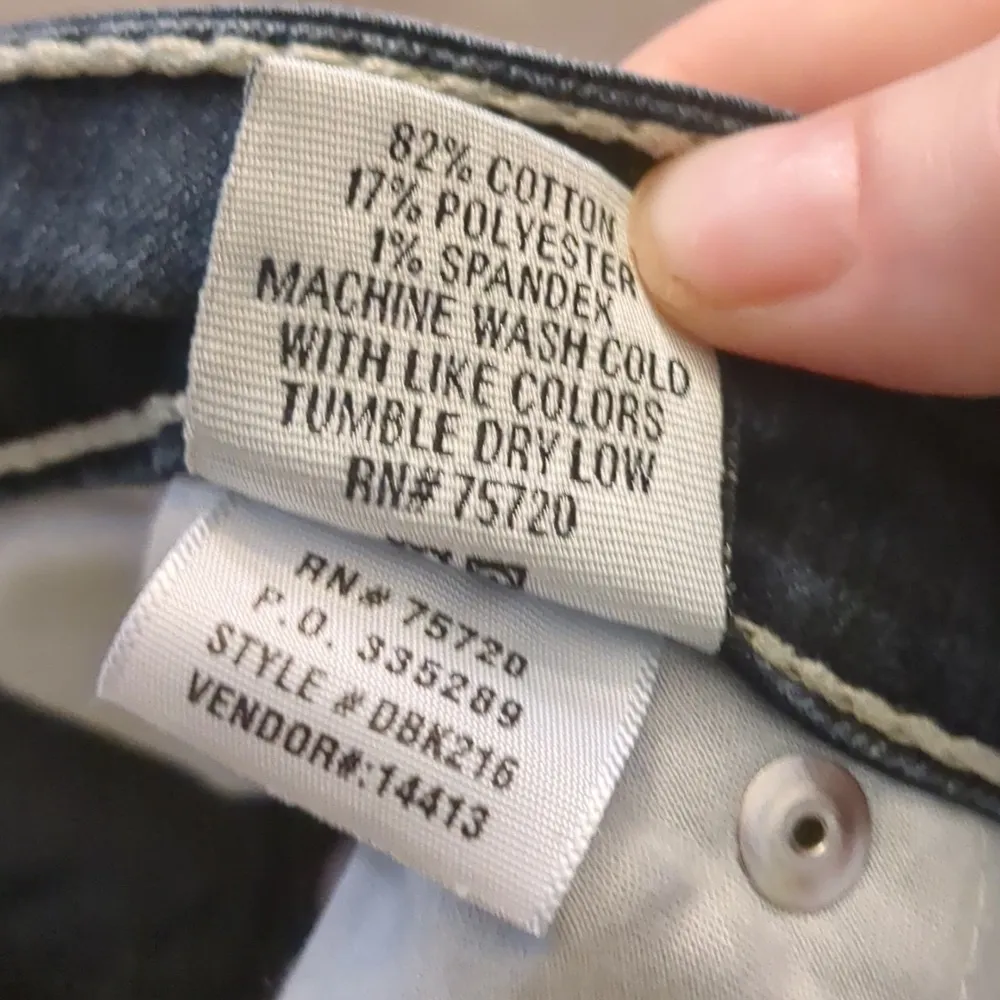 82% COTTON
17% POLYESTER
1% SPANDEX
MACHINE WASH COLD
WITH LIKE COLORS
TUMBLE DRY LOW
RN# 75720
RN# 75720
P.O. 335289
STYLE # DBK216
VENDOR#:14413